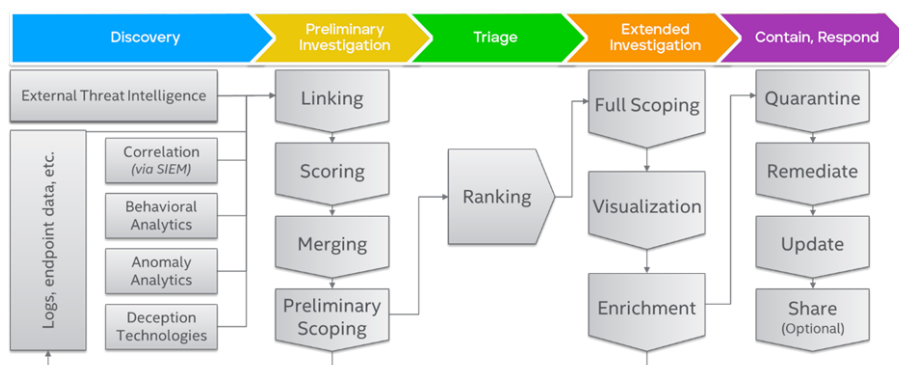 Discovery
Preliminary
Investigation
Triage
Extended
Investigation
Contain, Respond
External Threat Intelligence
Logs, endpoint data, etc.
Correlation
(via SIEM)
Behavioral
Analytics
Anomaly
Analytics
Deception
Technologies
Linking
Scoring
Merging
Preliminary
Scoping
Ranking
Full Scoping
Visualization
Enrichment
Quarantine
Remediate
Update
Share
(Optional)